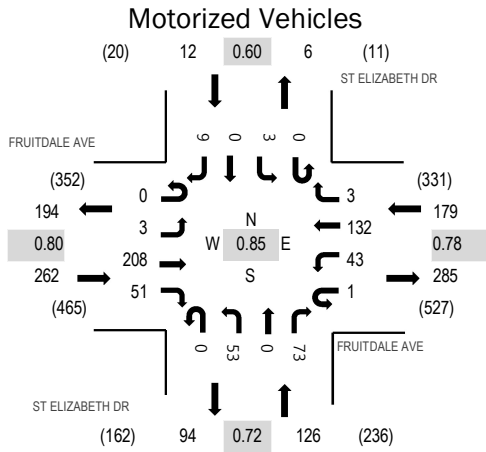 Motorized Vehicles
(20) 12 0.60 6 (11)
ST ELIZABETH DR
FRUITDALE AVE
9 0 3 0
(352) (331)
0 3
194 179
3 132
N
0.80 W 0.85 E 0.78
S
208 43
262 285
51 1
(465) (527)
0 53 0 73
FRUITDALE AVE
ST ELIZABETH DR
(162) 94 0.72 126 (236)